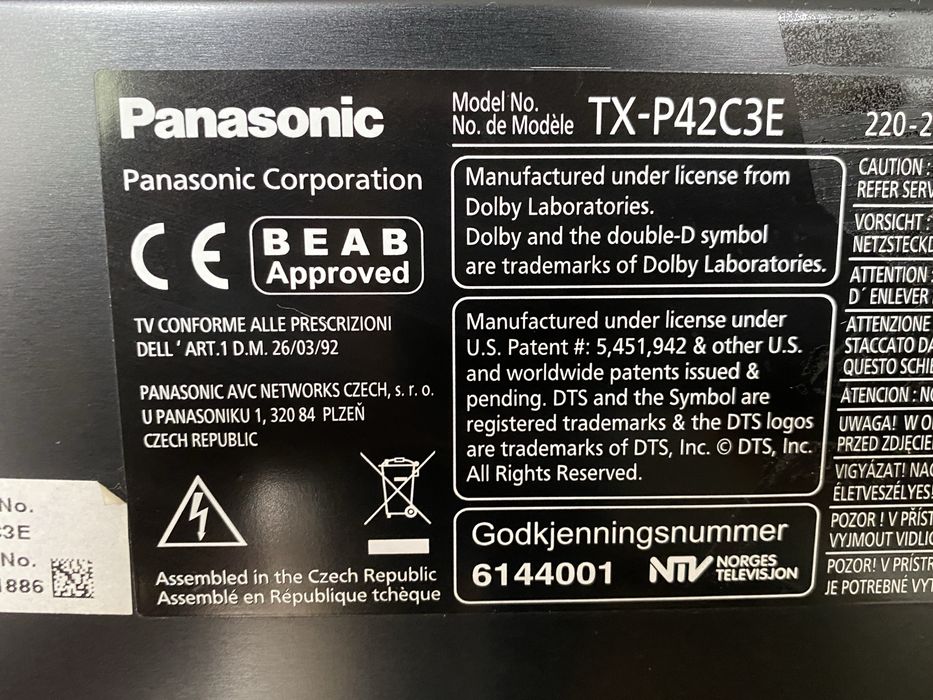 Panasonic
Panasonic Corporation
CE
BEAB
Approved
TV CONFORME ALLE PRESCRIZIONI
DELL ' ART.1 D.M. 26/03/92
PANASONIC AVC NETWORKS CZECH, s. r. o.
U PANASONIKU 1, 320 84 PLZEŇ
CZECH REPUBLIC
Assembled in the Czech Republic
Assemblé en République tchèque
Model No.
No. de Modèle TX-P42C3E
Manufactured under license from
Dolby Laboratories.
Dolby and the double-D symbol
are trademarks of Dolby Laboratories.
Manufactured under license under
U.S. Patent #: 5,451,942 & other U.S.
and worldwide patents issued &
pending. DTS and the Symbol are
registered trademarks & the DTS logos
are trademarks of DTS, Inc. © DTS, Inc.
All Rights Reserved.
Godkjenningsnummer
6144001 NTV NORGES
TELEVISJON
220-2
CAUTION :
REFER SERV
VORSICHT :
NETZSTECKD
ATTENTION :
D´ ENLEVER
ATTENZIONE
STACCATO DA
QUESTO SCHI
ATENCION : NO
UWAGA! W O
PRZED ZDJĘCIE
VIGYÁZAT! NA
ÉLETVESZÉLYES
POZOR ! V PŘÍST
VYJMOUT VIDLIC
POZOR! V PRÍSTR
JE POTREBNÉ VYT
No.
C3E
No.
1886